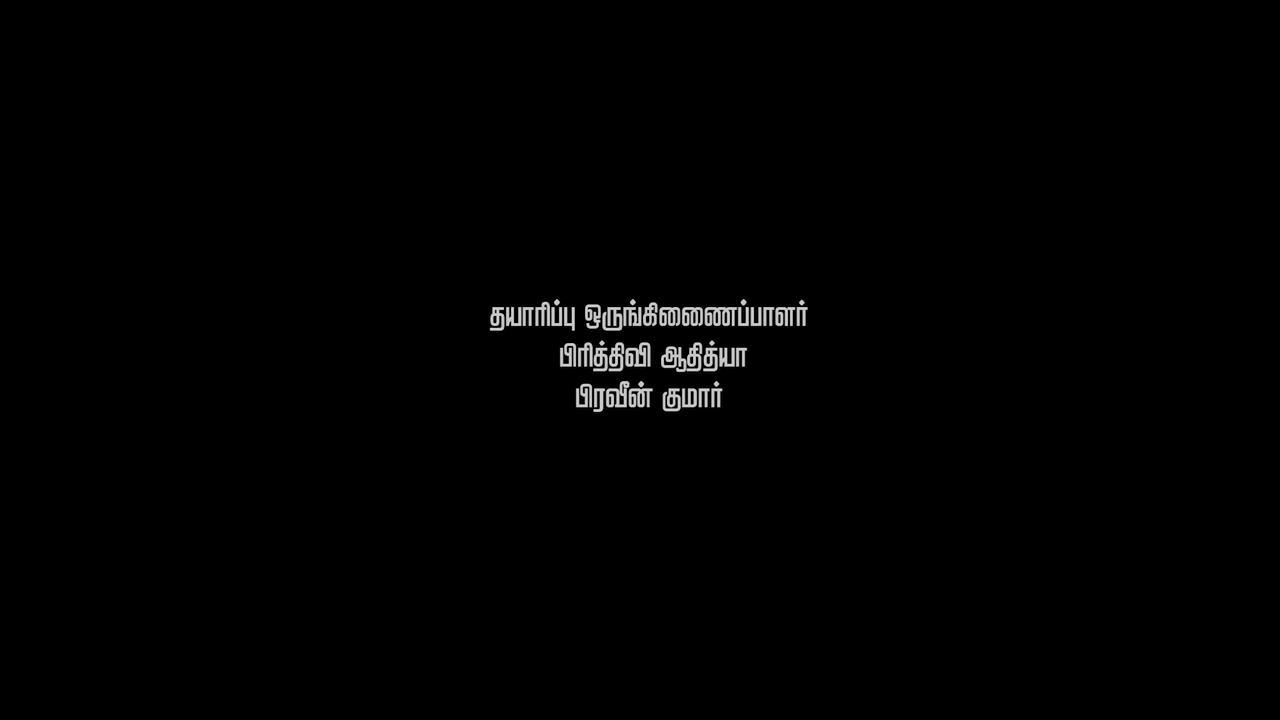 தயாரிப்பு ஒருங்கிணைப்பாளர்
பிரித்திவி ஆதித்யா
பிரவீன் குமார்